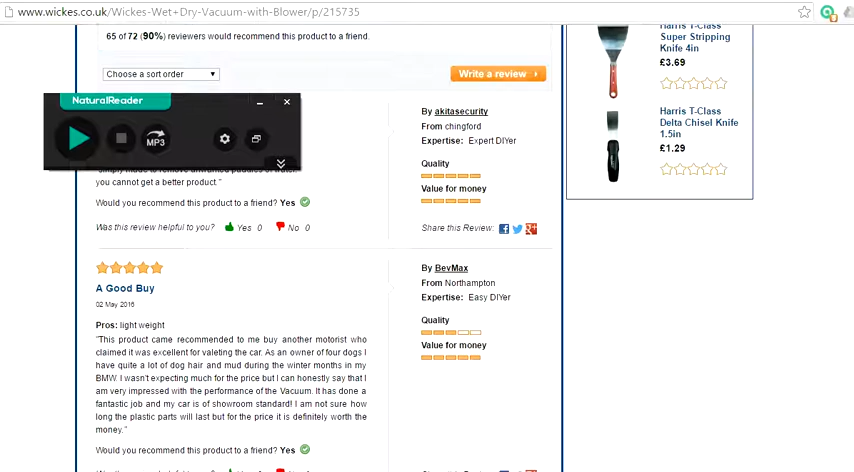 www.wickes.co.uk/Wickes-Wet+Dry-Vacuum-with-Blower/p/215735
65 of 72 (90%) reviewers would recommend this product to a friend.
Choose a sort order
Write a review
NaturalReader
MP3
you cannot get a better product."
Would you recommend this product to a friend? Yes
Was this review helpful to you? Yes 0 No 0
By akitasecurity
From chingford
Expertise: Expert DIYer
Quality
Value for money
Share this Review:
A Good Buy
02 May 2016
Pros: light weight
"This product came recommended to me buy another motorist who
claimed it was excellent for valeting the car. As an owner of four dogs I
have quite a lot of dog hair and mud during the winter months in my
BMW. I wasn't expecting much for the price but I can honestly say that I
am very impressed with the performance of the Vacuum. It has done a
fantastic job and my car is of showroom standard! I am not sure how
long the plastic parts will last but for the price it is definitely worth the
money."
Would you recommend this product to a friend? Yes
By BevMax
From Northampton
Expertise: Easy DIYer
Quality
Value for money
Harris T-Class
Super Stripping
Knife 4in
£3.69
Harris T-Class
Delta Chisel Knife
1.5in
£1.29